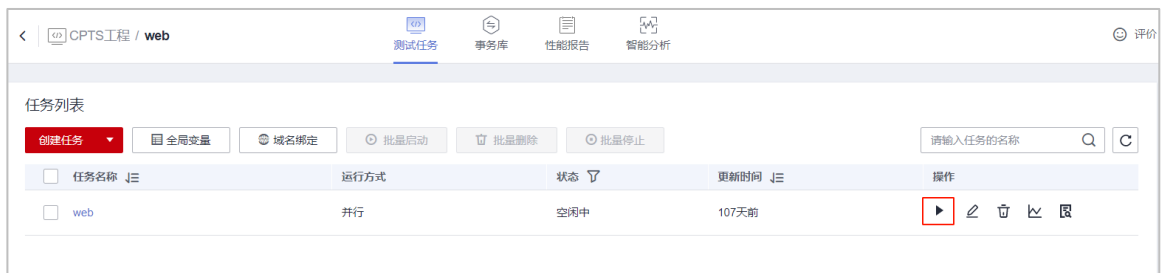 CPTS工程 / web
测试任务 事务库 性能报告 智能分析
评价
任务列表
创建任务 全局变量 域名绑定 批量启动 批量删除 批量停止 请输入任务的名称
任务名称 运行方式 状态 更新时间 操作
web 并行 空闲中 107天前